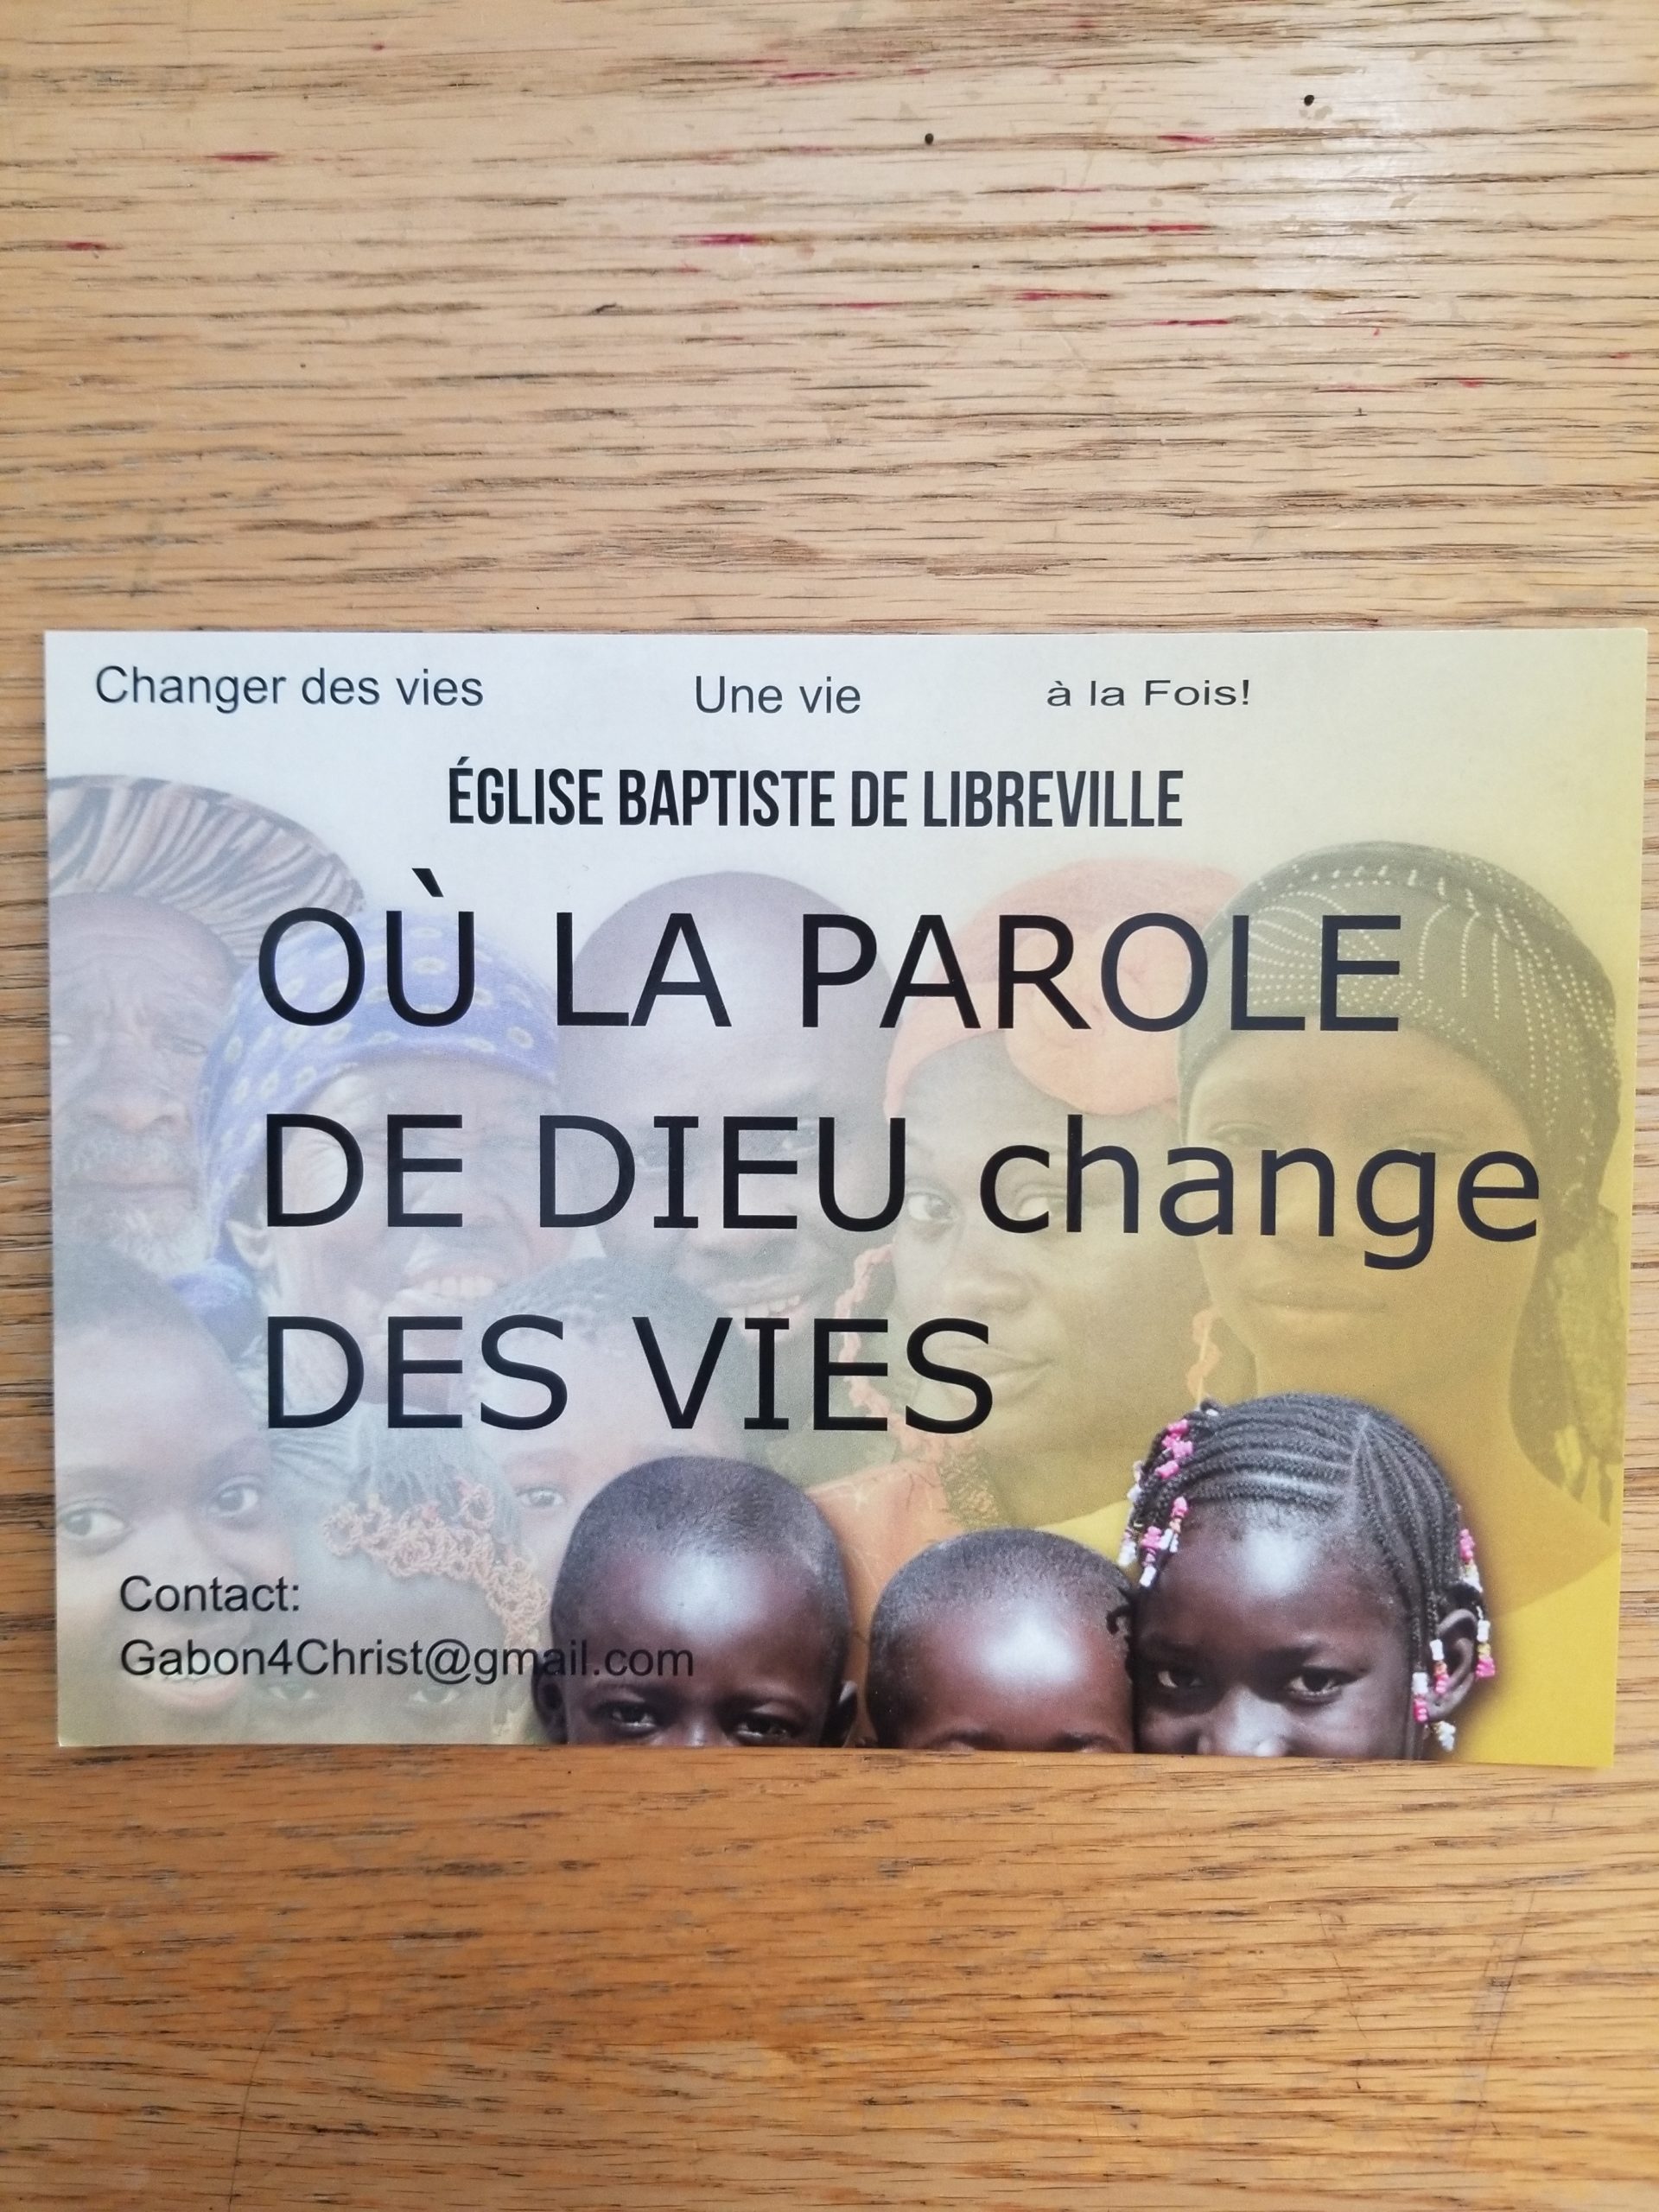 Changer des vies Une vie à la Fois!
ÉGLISE BAPTISTE DE LIBREVILLE
OÙ LA PAROLE
DE DIEU change
DES VIES
Contact:
Gabon4Christ@gmail.com